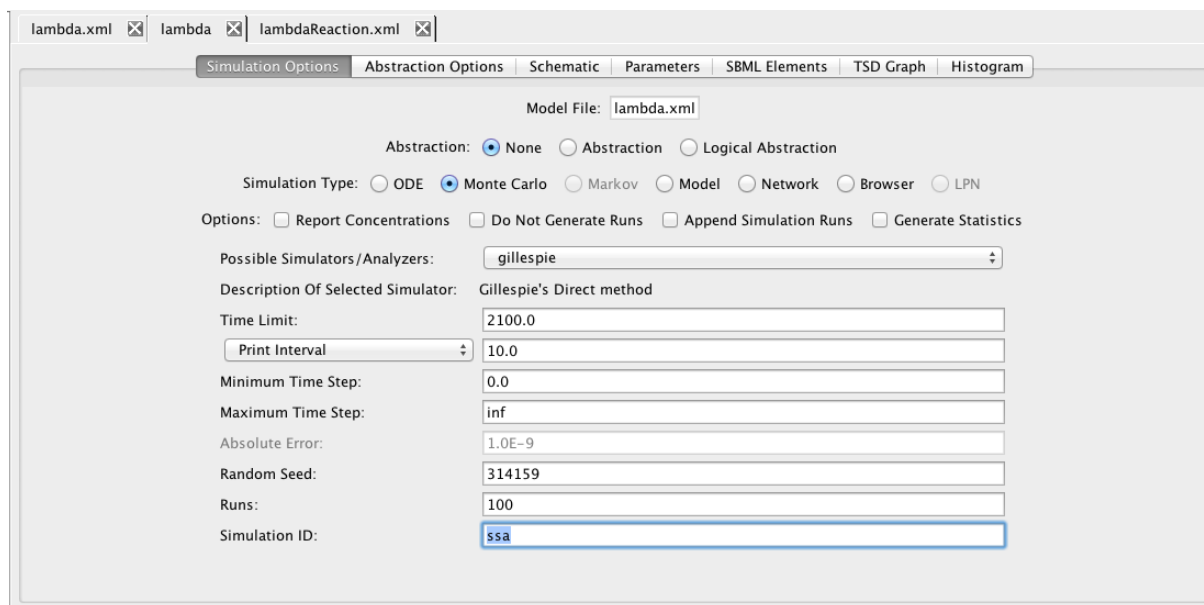 lambda.xml lambda lambdaReaction.xml
Simulation Options Abstraction Options Schematic Parameters SBML Elements TSD Graph Histogram
Model File: lambda.xml
Abstraction: None Abstraction Logical Abstraction
Simulation Type: ODE Monte Carlo Markov Model Network Browser LPN
Options: Report Concentrations Do Not Generate Runs Append Simulation Runs Generate Statistics
Possible Simulators/Analyzers: gillespie
Description Of Selected Simulator: Gillespie's Direct method
Time Limit: 2100.0
Print Interval 10.0
Minimum Time Step: 0.0
Maximum Time Step: inf
Absolute Error: 1.0E-9
Random Seed: 314159
Runs: 100
Simulation ID: ssa